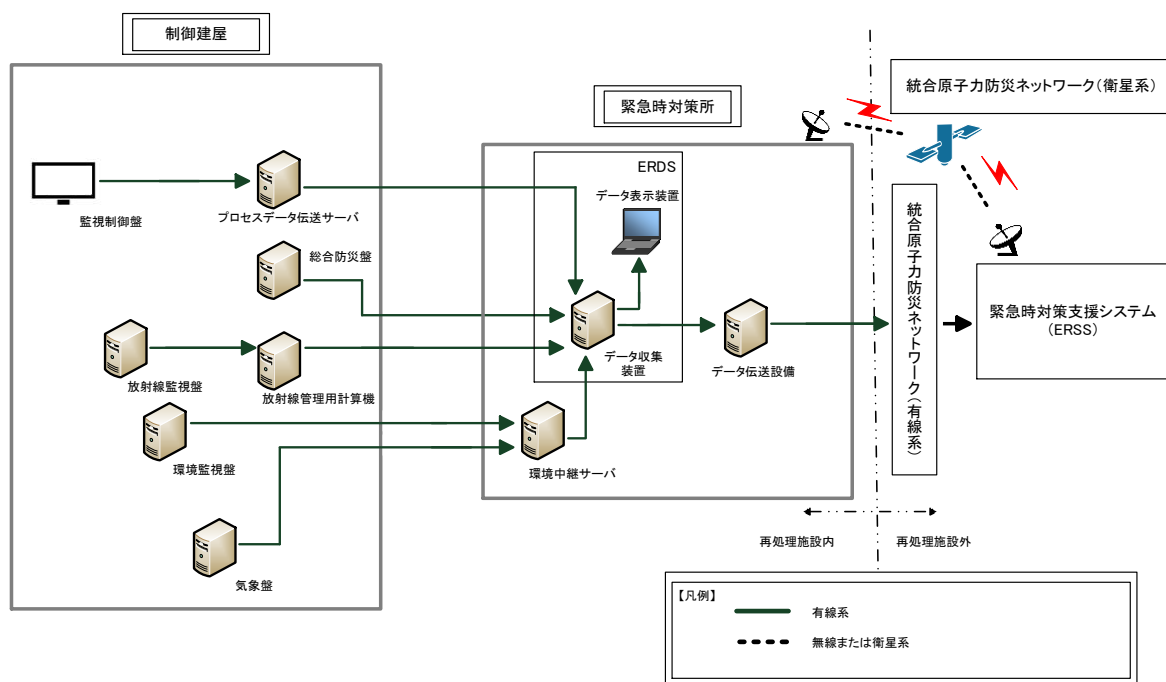 制御建屋
緊急時対策所
統合原子力防災ネットワーク(衛星系)
ERDS
データ表示装置
監視制御盤
プロセスデータ伝送サーバ
総合防災盤
統合原子力防災ネットワーク(有線系)
緊急時対策支援システム
(ERSS)
データ収集
装置
データ伝送設備
放射線監視盤
放射線管理用計算機
環境監視盤
環境中継サーバ
気象盤
再処理施設内
再処理施設外
【凡例】
有線系
無線または衛星系